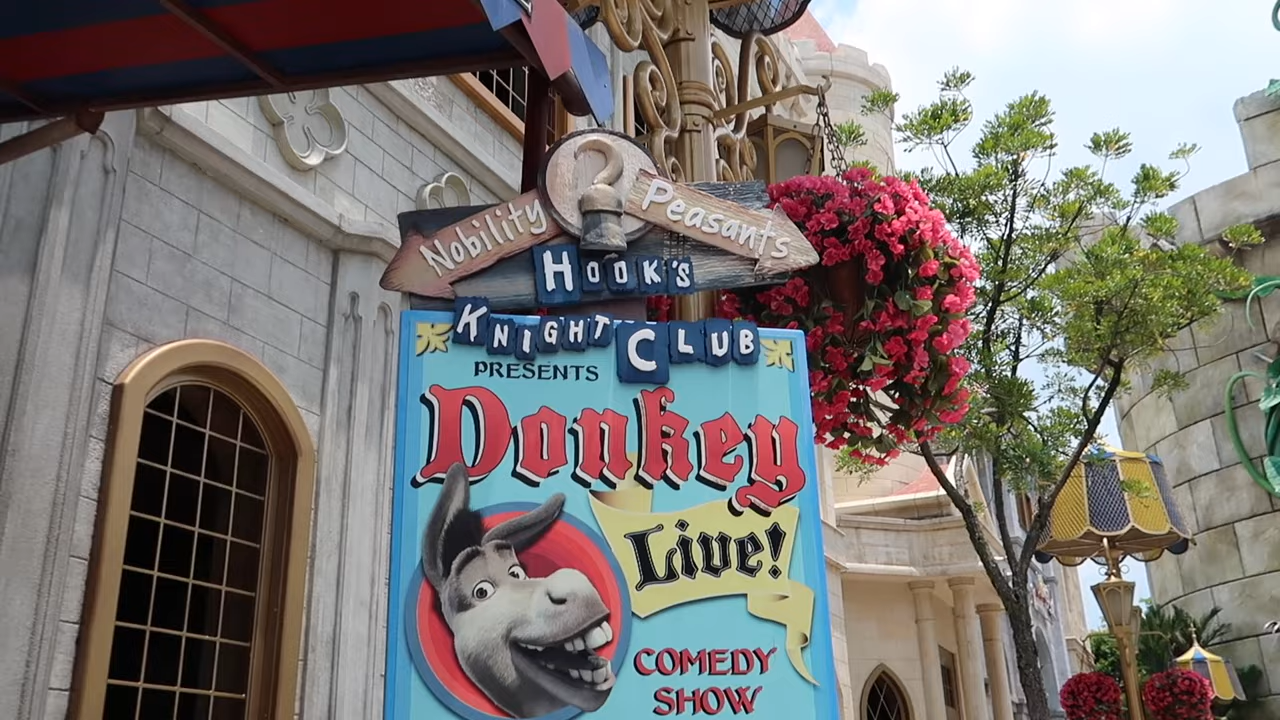 Nobility
Peasants
HOOK'S
KNIGHT CLUB
PRESENTS
Donkey
Live!
COMEDY
SHOW